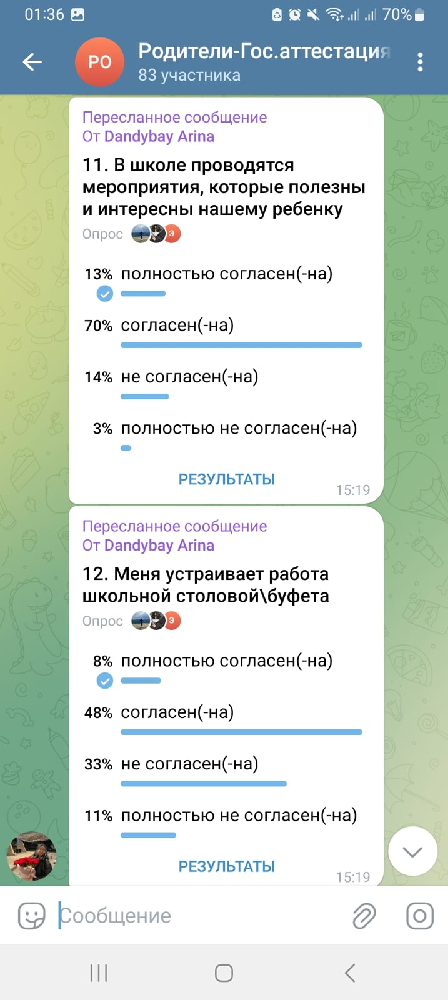 01:36
70%
РО
Родители-Гос.аттестация
83 участника
Пересланное сообщение
От Dandybay Arina
11. В школе проводятся
мероприятия, которые полезны
и интересны нашему ребенку
Опрос
Э
13% полностью согласен(-на)
70% согласен(-на)
14% не согласен(-на)
3% полностью не согласен(-на)
РЕЗУЛЬТАТЫ
15:19
Пересланное сообщение
От Dandybay Arina
12. Меня устраивает работа
школьной столовой\буфета
Опрос
Э
8% полностью согласен(-на)
48% согласен(-на)
33% не согласен(-на)
11% полностью не согласен(-на)
РЕЗУЛЬТАТЫ
15:19
Сообщение